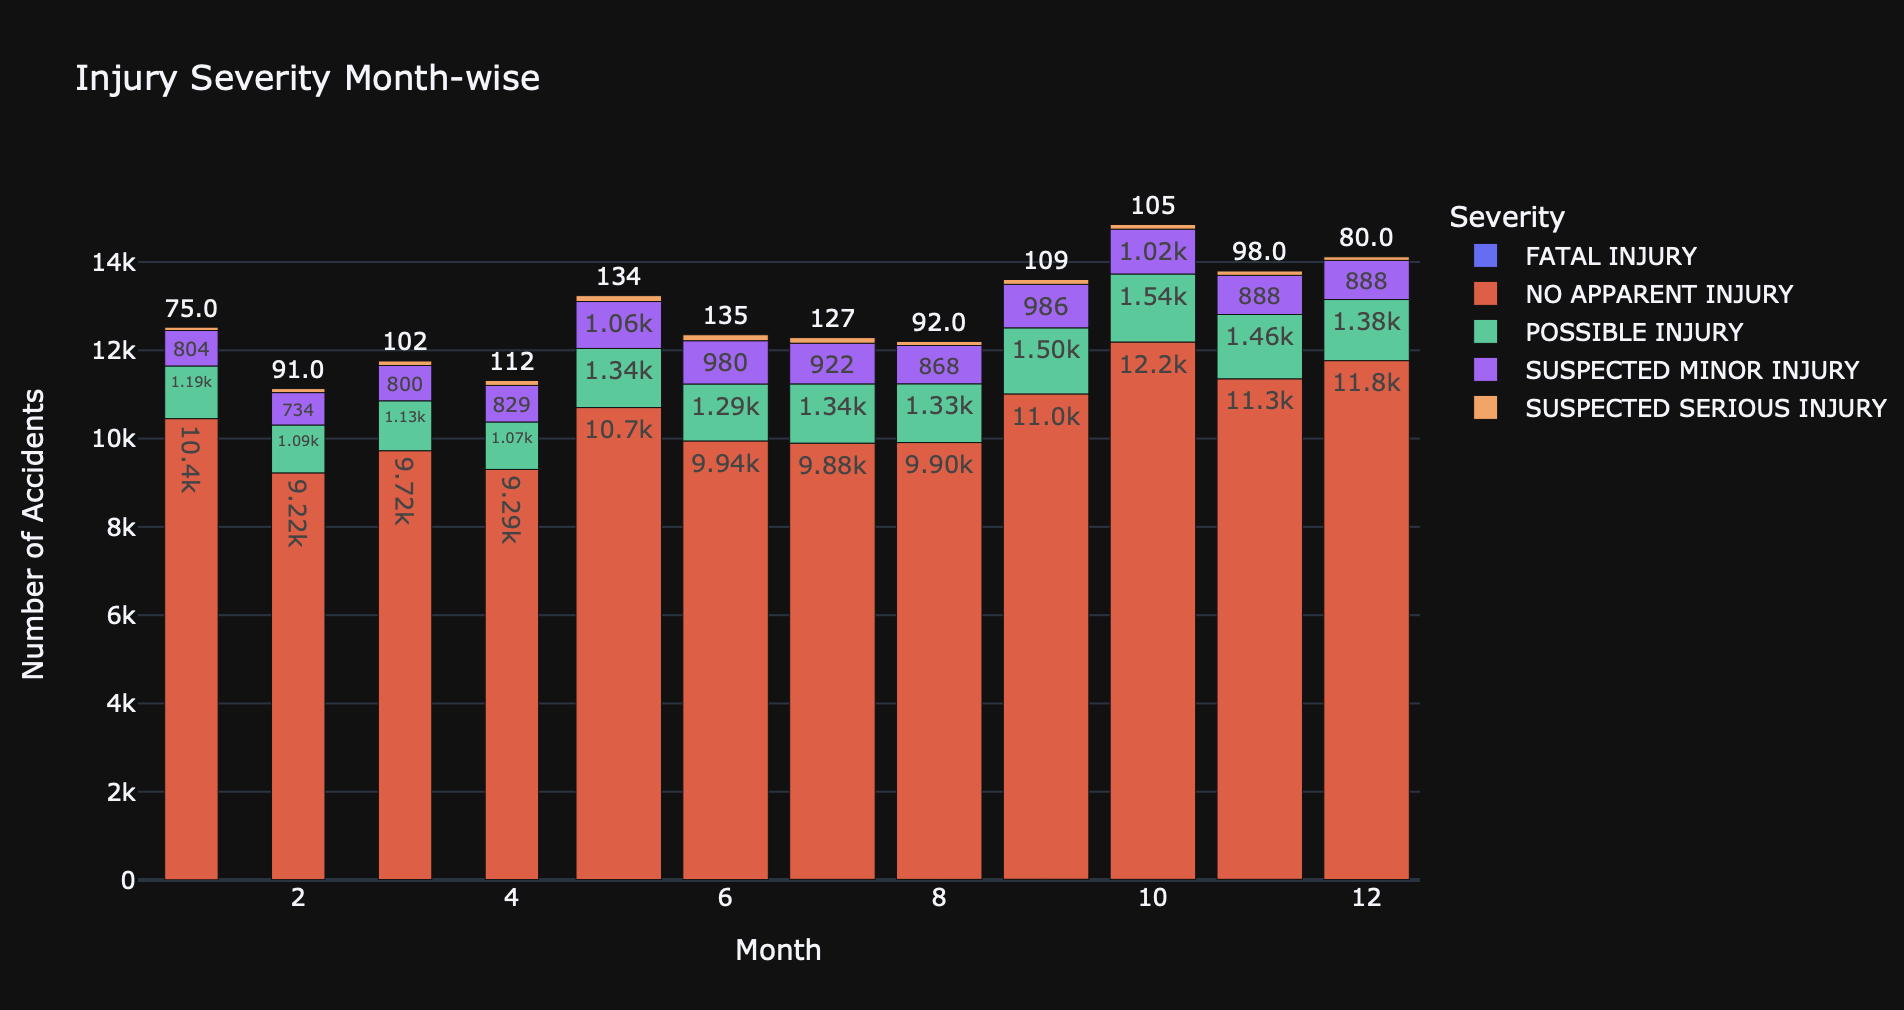 Injury Severity Month-wise
Number of Accidents
14k
12k
10k
8k
6k
4k
2k
0
75.0
804
1.19k
10.4k
91.0
734
1.09k
9.22k
102
800
1.13k
9.72k
112
829
1.07k
9.29k
134
1.06k
1.34k
10.7k
135
980
1.29k
9.94k
127
922
1.34k
9.88k
92.0
868
1.33k
9.90k
109
986
1.50k
11.0k
105
1.02k
1.54k
12.2k
98.0
888
1.46k
11.3k
80.0
888
1.38k
11.8k
2
4
6
8
10
12
Month
Severity
FATAL INJURY
NO APPARENT INJURY
POSSIBLE INJURY
SUSPECTED MINOR INJURY
SUSPECTED SERIOUS INJURY